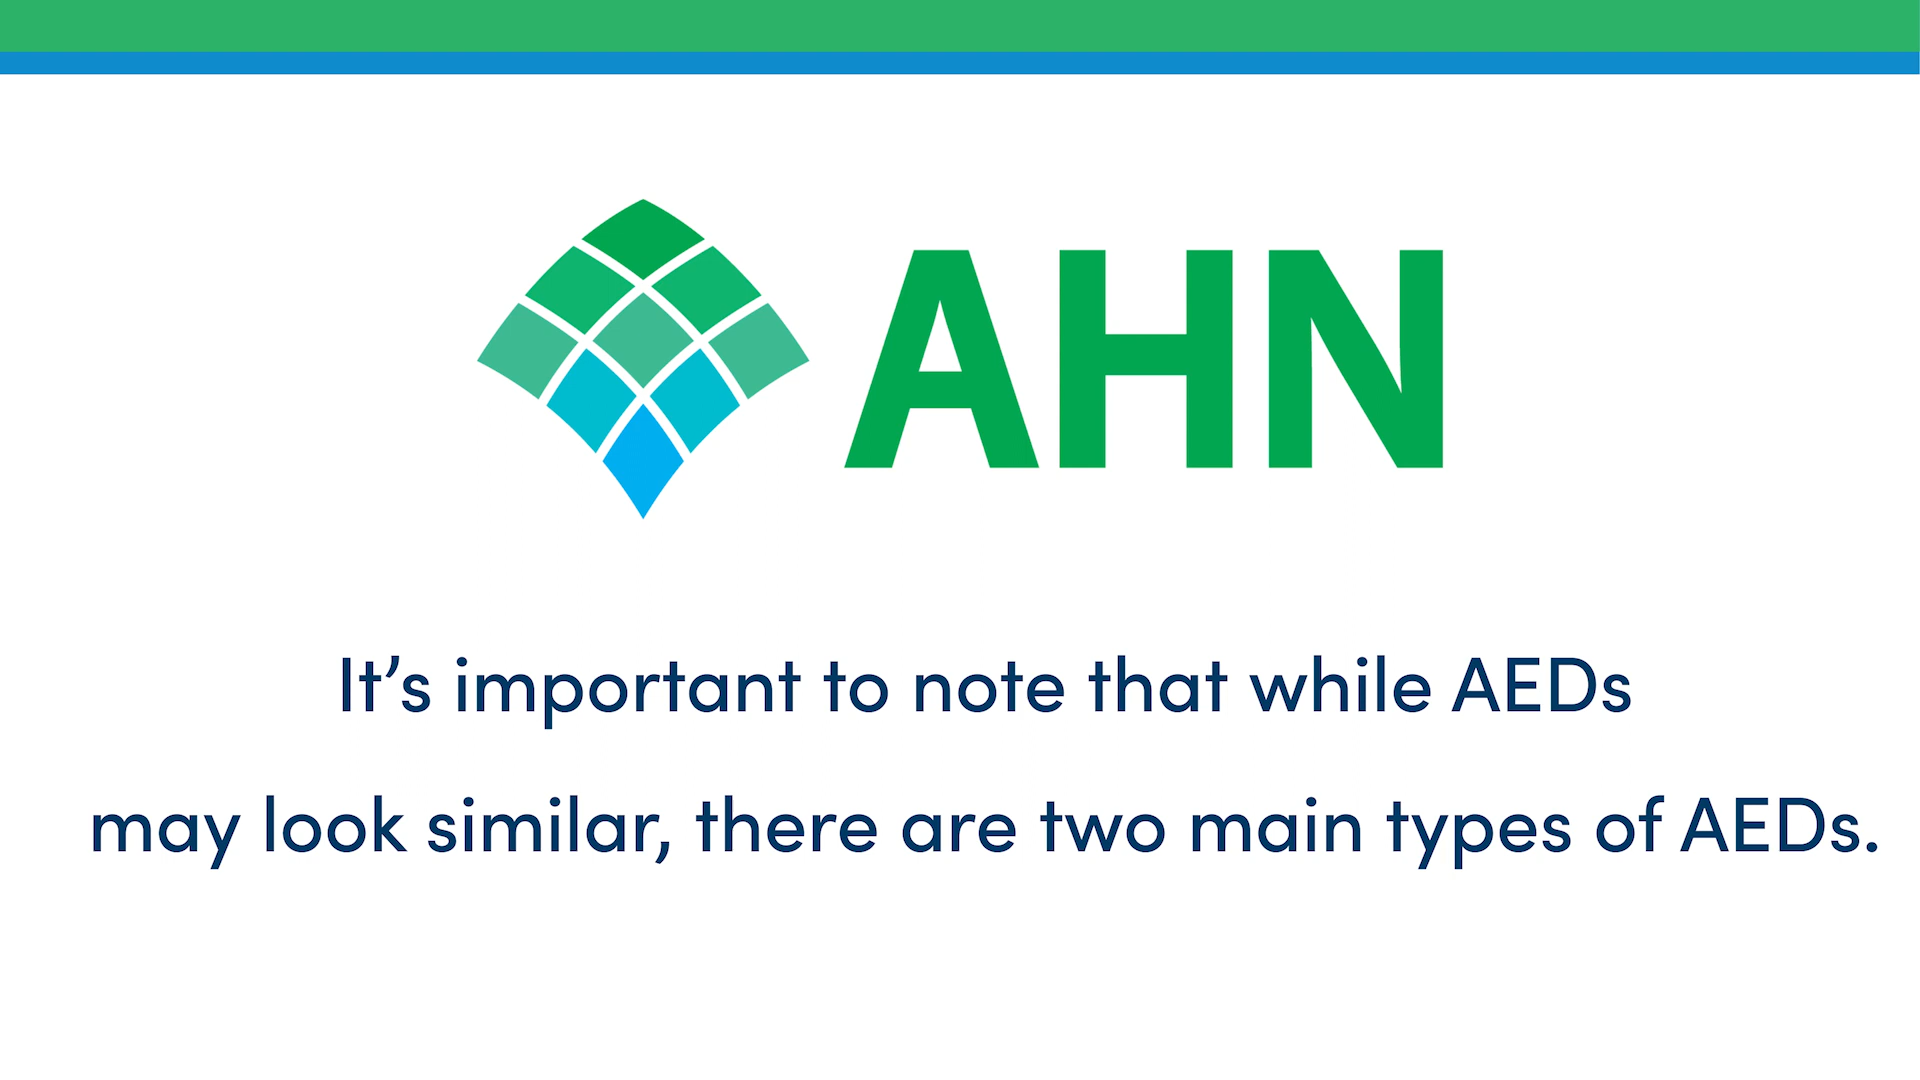 AHN
It’s important to note that while AEDs
may look similar, there are two main types of AEDs.